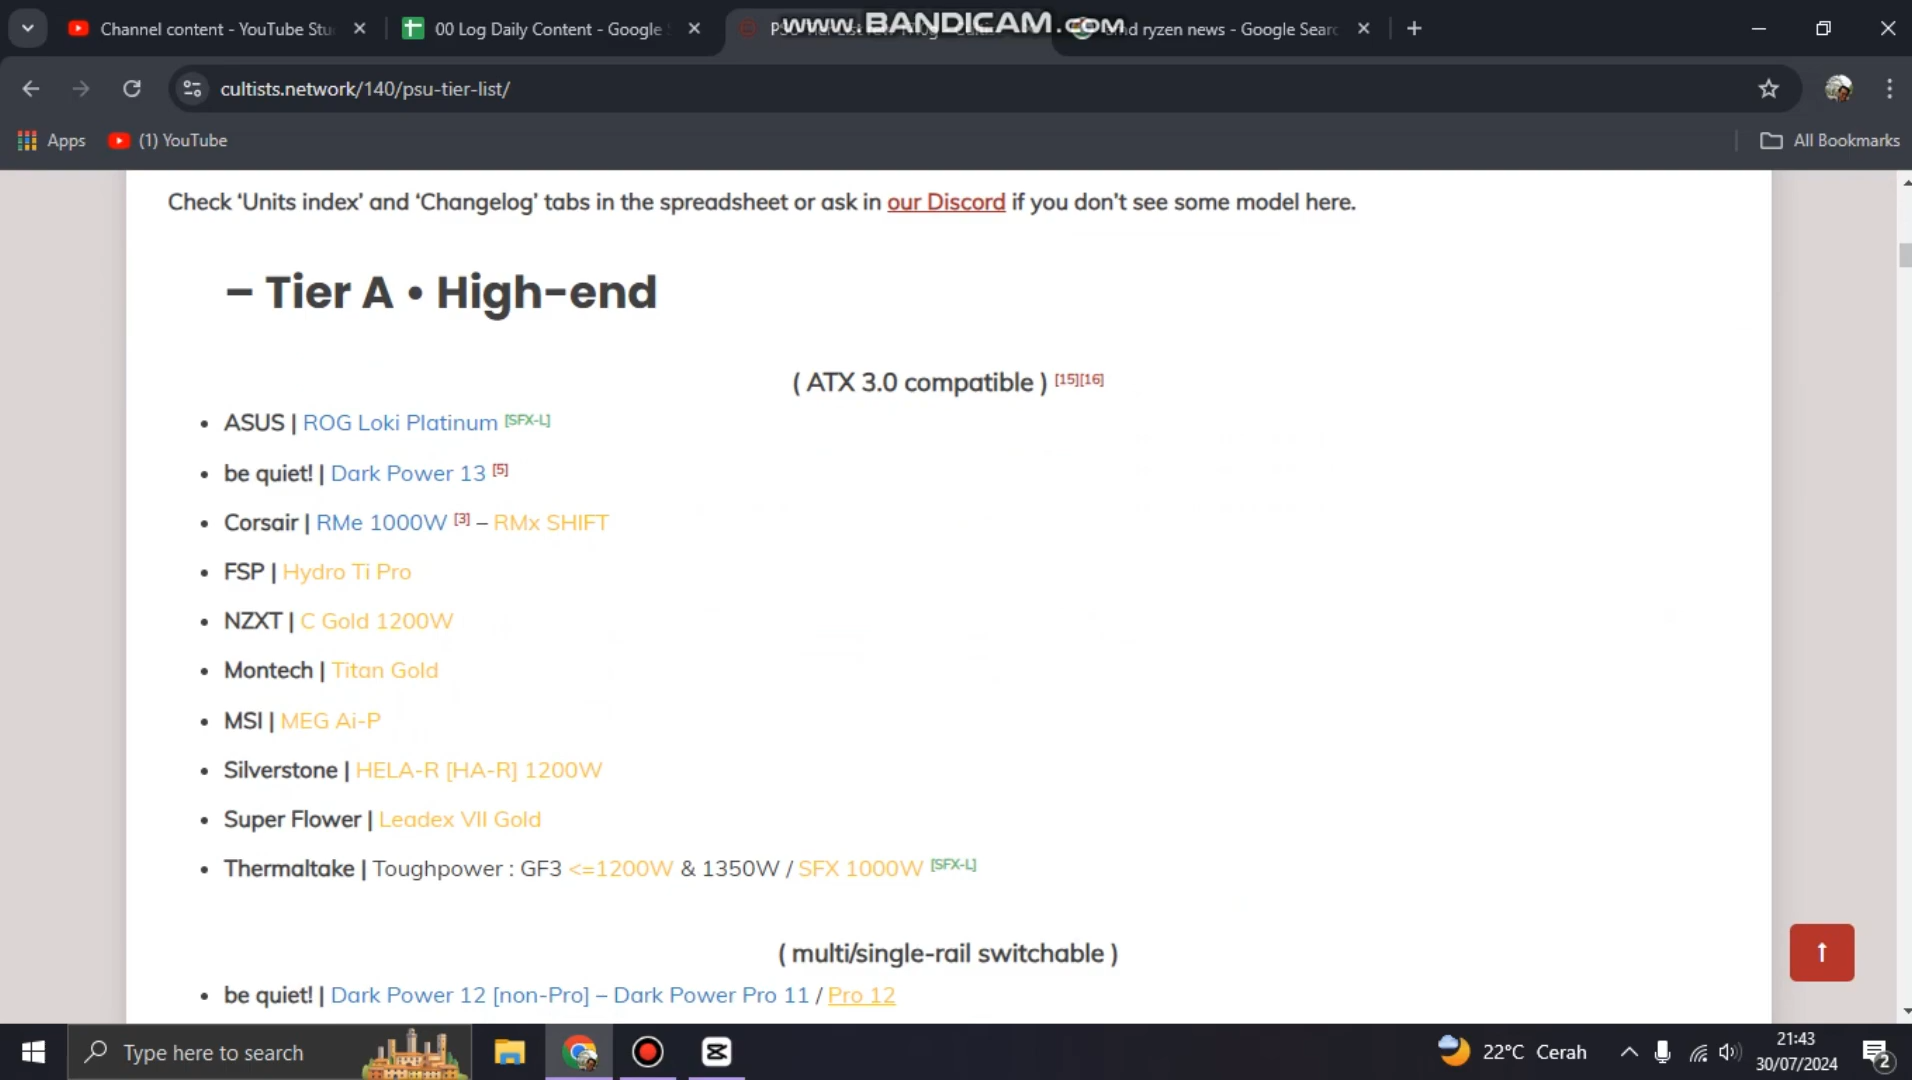 Channel content - YouTube Stu
00 Log Daily Content - Google S
www.BANDICAM.com
amd ryzen news - Google Searc
cultists.network/140/psu-tier-list/
Apps
(1) YouTube
All Bookmarks
Check ‘Units index’ and ‘Changelog’ tabs in the spreadsheet or ask in our Discord if you don’t see some model here.
– Tier A • High-end
( ATX 3.0 compatible ) [15][16]
• ASUS | ROG Loki Platinum [SFX-L]
• be quiet! | Dark Power 13 [5]
• Corsair | RMe 1000W [3] – RMx SHIFT
• FSP | Hydro Ti Pro
• NZXT | C Gold 1200W
• Montech | Titan Gold
• MSI | MEG Ai-P
• Silverstone | HELA-R [HA-R] 1200W
• Super Flower | Leadex VII Gold
• Thermaltake | Toughpower : GF3 <=1200W & 1350W / SFX 1000W [SFX-L]
( multi/single-rail switchable )
• be quiet! | Dark Power 12 [non-Pro] – Dark Power Pro 11 / Pro 12
Type here to search
22°C Cerah
21:43
30/07/2024
2